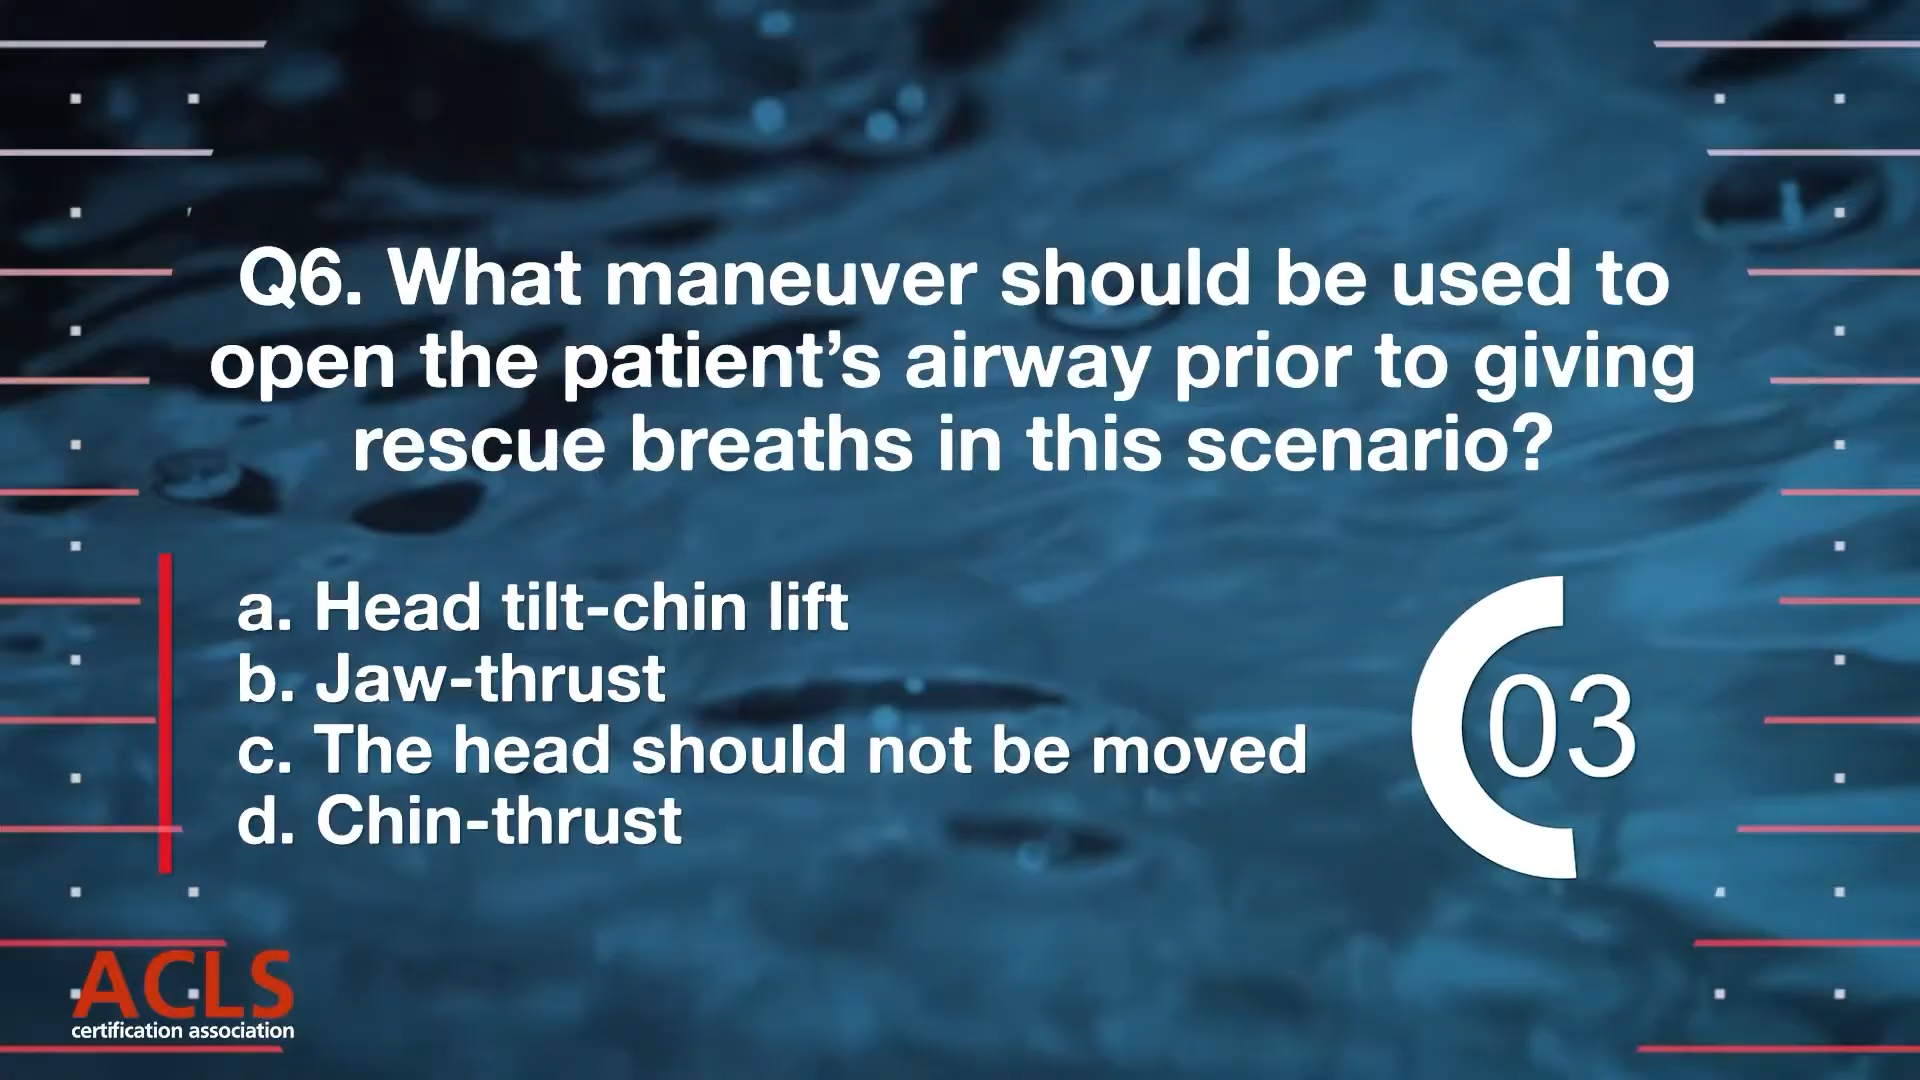 Q6. What maneuver should be used to
open the patient’s airway prior to giving
rescue breaths in this scenario?
a. Head tilt-chin lift
b. Jaw-thrust
c. The head should not be moved
d. Chin-thrust
03
ACLS
certification association